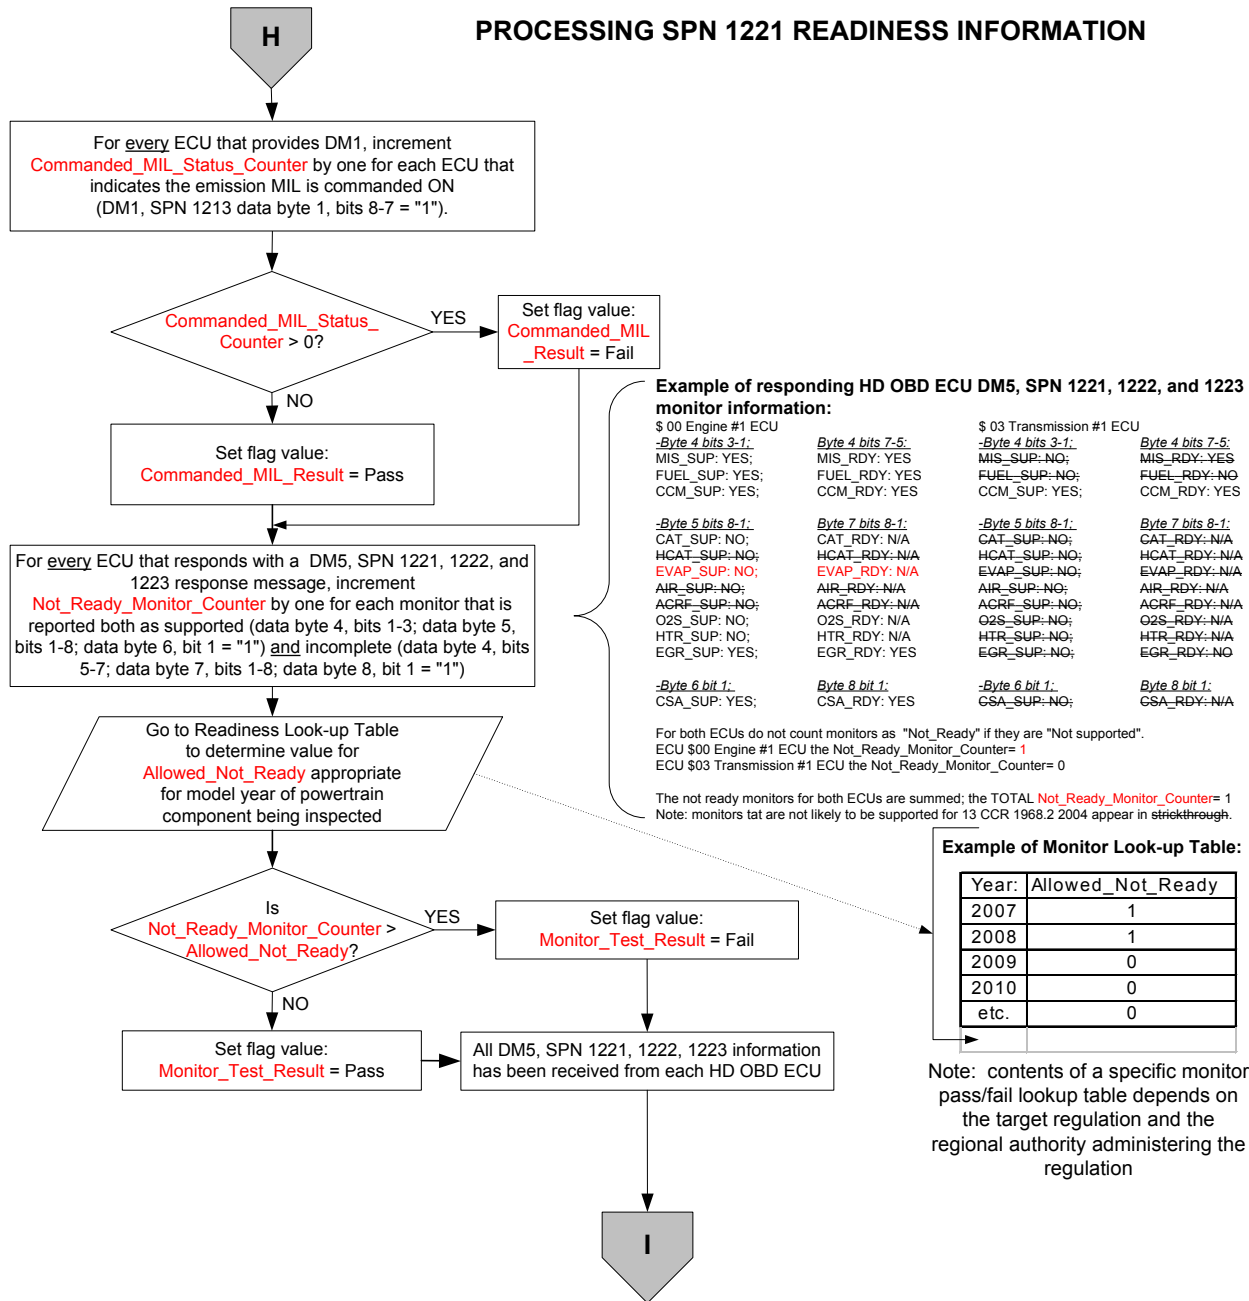 H
PROCESSING SPN 1221 READINESS INFORMATION
For every ECU that provides DM1, increment
Commanded_MIL_Status_Counter by one for each ECU that
indicates the emission MIL is commanded ON
(DM1, SPN 1213 data byte 1, bits 8-7 = "1").
Commanded_MIL_Status_
Counter > 0?
YES
Set flag value:
Commanded_MIL
_Result = Fail
NO
Set flag value:
Commanded_MIL_Result = Pass
For every ECU that responds with a DM5, SPN 1221, 1222, and
1223 response message, increment
Not_Ready_Monitor_Counter by one for each monitor that is
reported both as supported (data byte 4, bits 1-3; data byte 5,
bits 1-8; data byte 6, bit 1 = "1") and incomplete (data byte 4, bits
5-7; data byte 7, bits 1-8; data byte 8, bit 1 = "1")
Example of responding HD OBD ECU DM5, SPN 1221, 1222, and 1223
monitor information:
$ 00 Engine #1 ECU $ 03 Transmission #1 ECU
-Byte 4 bits 3-1; Byte 4 bits 7-5: -Byte 4 bits 3-1; Byte 4 bits 7-5:
MIS_SUP: YES; MIS_RDY: YES MIS_SUP: NO; MIS_RDY: YES
FUEL_SUP: YES; FUEL_RDY: YES FUEL_SUP: NO; FUEL_RDY: NO
CCM_SUP: YES; CCM_RDY: YES CCM_SUP: YES; CCM_RDY: YES
-Byte 5 bits 8-1; Byte 7 bits 8-1: -Byte 5 bits 8-1; Byte 7 bits 8-1:
CAT_SUP: NO; CAT_RDY: N/A CAT_SUP: NO; CAT_RDY: N/A
HCAT_SUP: NO; HCAT_RDY: N/A HCAT_SUP: NO; HCAT_RDY: N/A
EVAP_SUP: NO; EVAP_RDY: N/A EVAP_SUP: NO; EVAP_RDY: N/A
AIR_SUP: NO; AIR_RDY: N/A AIR_SUP: NO; AIR_RDY: N/A
ACRF_SUP: NO; ACRF_RDY: N/A ACRF_SUP: NO; ACRF_RDY: N/A
O2S_SUP: NO; O2S_RDY: N/A O2S_SUP: NO; O2S_RDY: N/A
HTR_SUP: NO; HTR_RDY: N/A HTR_SUP: NO; HTR_RDY: N/A
EGR_SUP: YES; EGR_RDY: YES EGR_SUP: NO; EGR_RDY: NO
-Byte 6 bit 1; Byte 8 bit 1: -Byte 6 bit 1; Byte 8 bit 1:
CSA_SUP: YES; CSA_RDY: YES CSA_SUP: NO; CSA_RDY: N/A
For both ECUs do not count monitors as "Not_Ready" if they are "Not supported".
ECU $00 Engine #1 ECU the Not_Ready_Monitor_Counter= 1
ECU $03 Transmission #1 ECU the Not_Ready_Monitor_Counter= 0
The not ready monitors for both ECUs are summed; the TOTAL Not_Ready_Monitor_Counter= 1
Note: monitors tat are not likely to be supported for 13 CCR 1968.2 2004 appear in strickthrough.
Go to Readiness Look-up Table
to determine value for
Allowed_Not_Ready appropriate
for model year of powertrain
component being inspected
Example of Monitor Look-up Table:
Year: Allowed_Not_Ready
2007 1
2008 1
2009 0
2010 0
etc. 0
Note: contents of a specific monitor
pass/fail lookup table depends on
the target regulation and the
regional authority administering the
regulation
Is
Not_Ready_Monitor_Counter >
Allowed_Not_Ready?
YES
Set flag value:
Monitor_Test_Result = Fail
NO
Set flag value:
Monitor_Test_Result = Pass
All DM5, SPN 1221, 1222, 1223 information
has been received from each HD OBD ECU
I